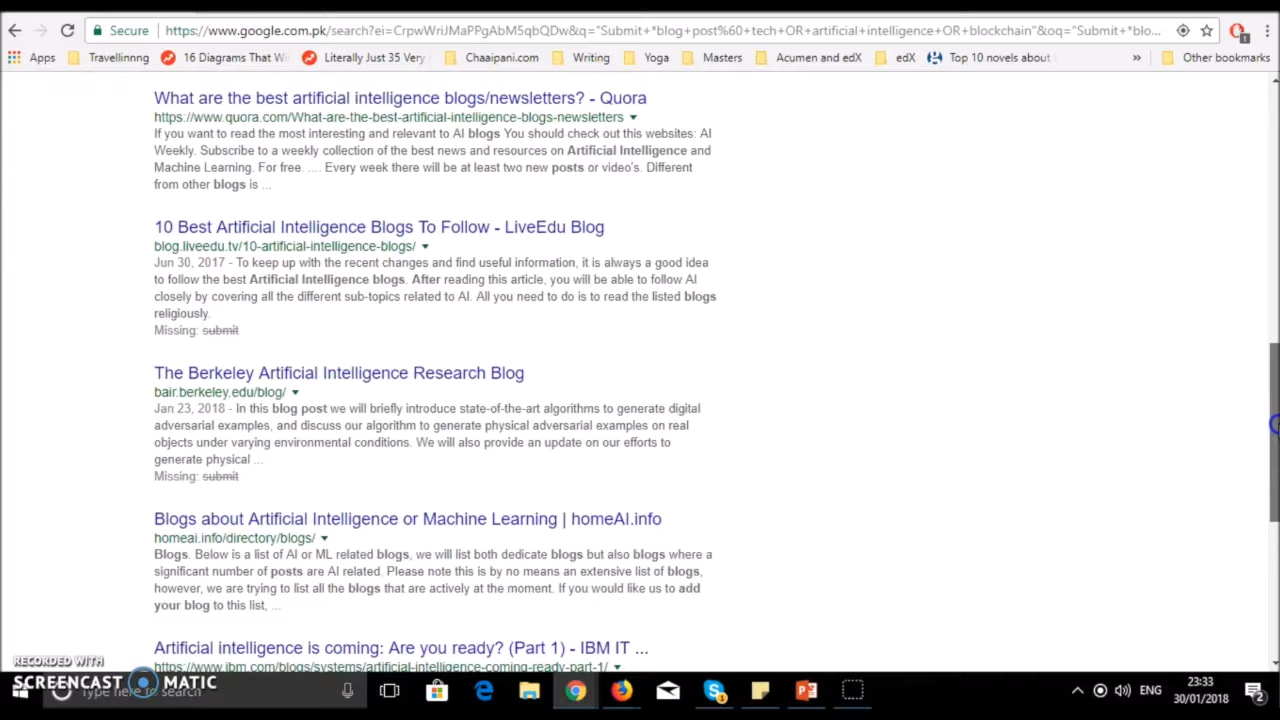 Secure https://www.google.com.pk/search?ei=CrpwWriJMaPPgAbM5qbQDw&q="Submit+*blog+post%60+tech+OR+artificial+intelligence+OR+blockchain"&oq="Submit+*blo...
1
Apps Travellinnng 16 Diagrams That Wi Literally Just 35 Very Chaaipani.com Writing Yoga Masters Acumen and edX edX Top 10 novels about » Other bookmarks
What are the best artificial intelligence blogs/newsletters? - Quora
https://www.quora.com/What-are-the-best-artificial-intelligence-blogs-newsletters
If you want to read the most interesting and relevant to AI blogs You should check out this websites: AI
Weekly. Subscribe to a weekly collection of the best news and resources on Artificial Intelligence and
Machine Learning. For free. .... Every week there will be at least two new posts or video's. Different
from other blogs is ...
10 Best Artificial Intelligence Blogs To Follow - LiveEdu Blog
blog.liveedu.tv/10-artificial-intelligence-blogs/
Jun 30, 2017 - To keep up with the recent changes and find useful information, it is always a good idea
to follow the best Artificial Intelligence blogs. After reading this article, you will be able to follow AI
closely by covering all the different sub-topics related to AI. All you need to do is to read the listed blogs
religiously.
Missing: submit
The Berkeley Artificial Intelligence Research Blog
bair.berkeley.edu/blog/
Jan 23, 2018 - In this blog post we will briefly introduce state-of-the-art algorithms to generate digital
adversarial examples, and discuss our algorithm to generate physical adversarial examples on real
objects under varying environmental conditions. We will also provide an update on our efforts to
generate physical ...
Missing: submit
Blogs about Artificial Intelligence or Machine Learning | homeAI.info
homeai.info/directory/blogs/
Blogs. Below is a list of AI or ML related blogs, we will list both dedicate blogs but also blogs where a
significant number of posts are AI related. Please note this is by no means an extensive list of blogs,
however, we are trying to list all the blogs that are actively at the moment. If you would like us to add
your blog to this list, ...
Artificial intelligence is coming: Are you ready? (Part 1) - IBM IT ...
https://www.ibm.com/blogs/systems/artificial-intelligence-coming-ready-part-1/
RECORDED WITH
SCREENCAST MATIC
Type here to search
1
ENG
23:33
30/01/2018
2